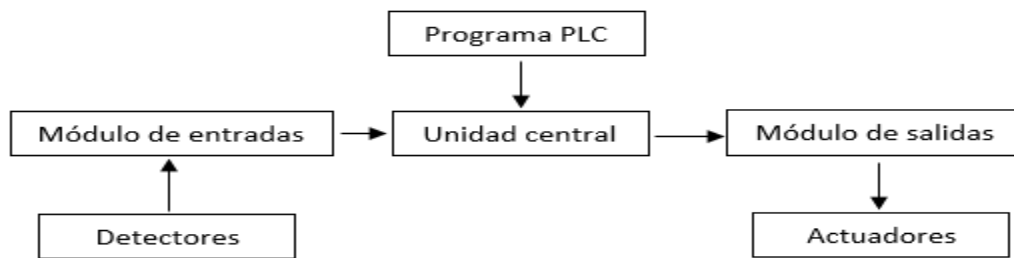 Programa PLC
Módulo de entradas
Unidad central
Módulo de salidas
Detectores
Actuadores